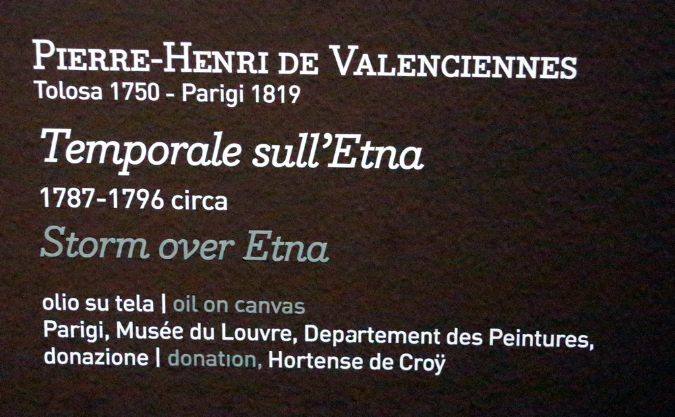 PIERRE-HENRI DE VALENCIENNES
Tolosa 1750 - Parigi 1819
Temporale sull'Etna
1787-1796 circa
Storm over Etna
olio su tela | oil on canvas
Parigi, Musée du Louvre, Departement des Peintures,
donazione | donation, Hortense de Croÿ